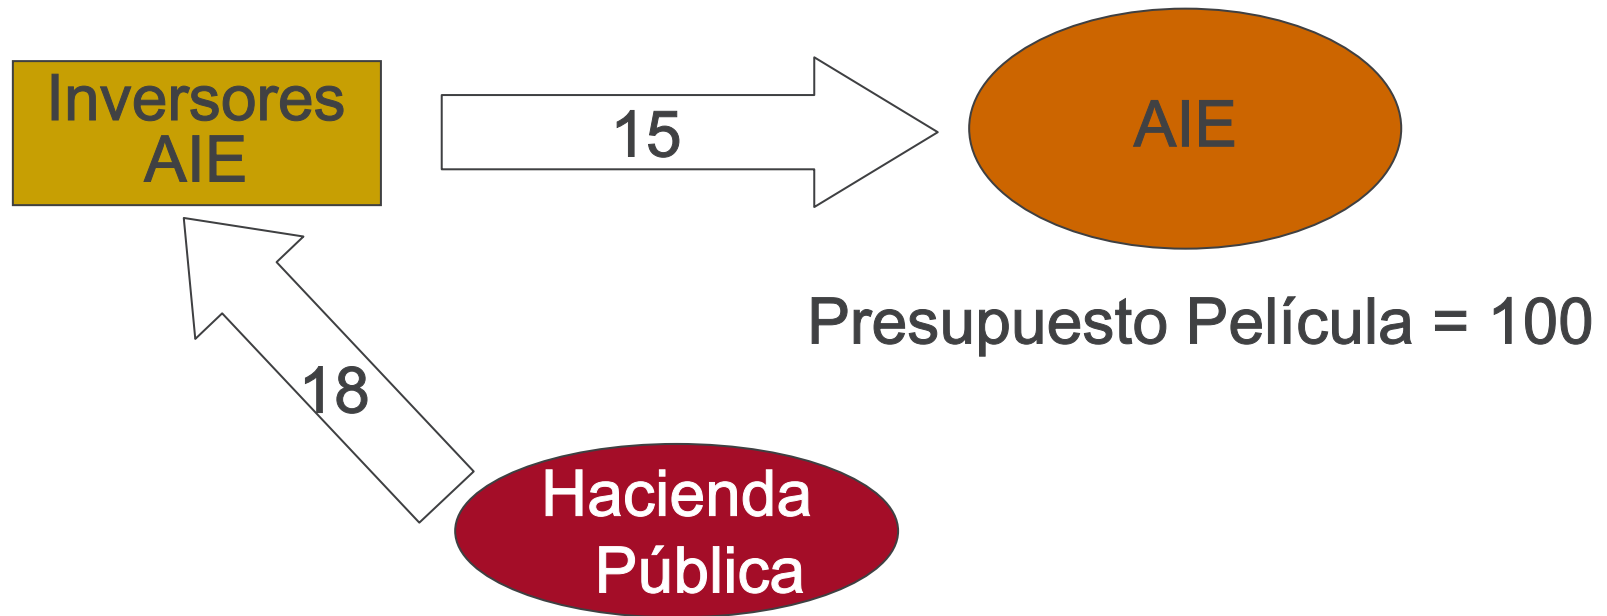 Inversores
AIE
15
AIE
Presupuesto Película = 100
18
Hacienda
Pública